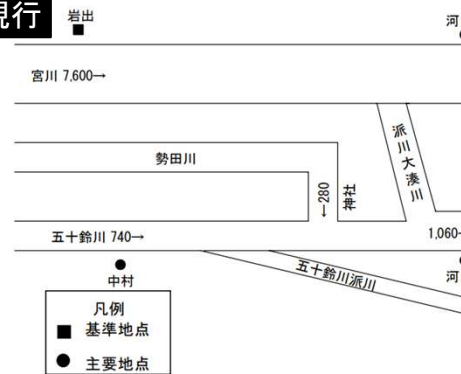 現行
岩出
河
宮川 7,600→
派川大湊川
勢田川
←280
神社
五十鈴川 740→
1,060
五十鈴川派川
河
中村
凡例
■ 基準地点
● 主要地点